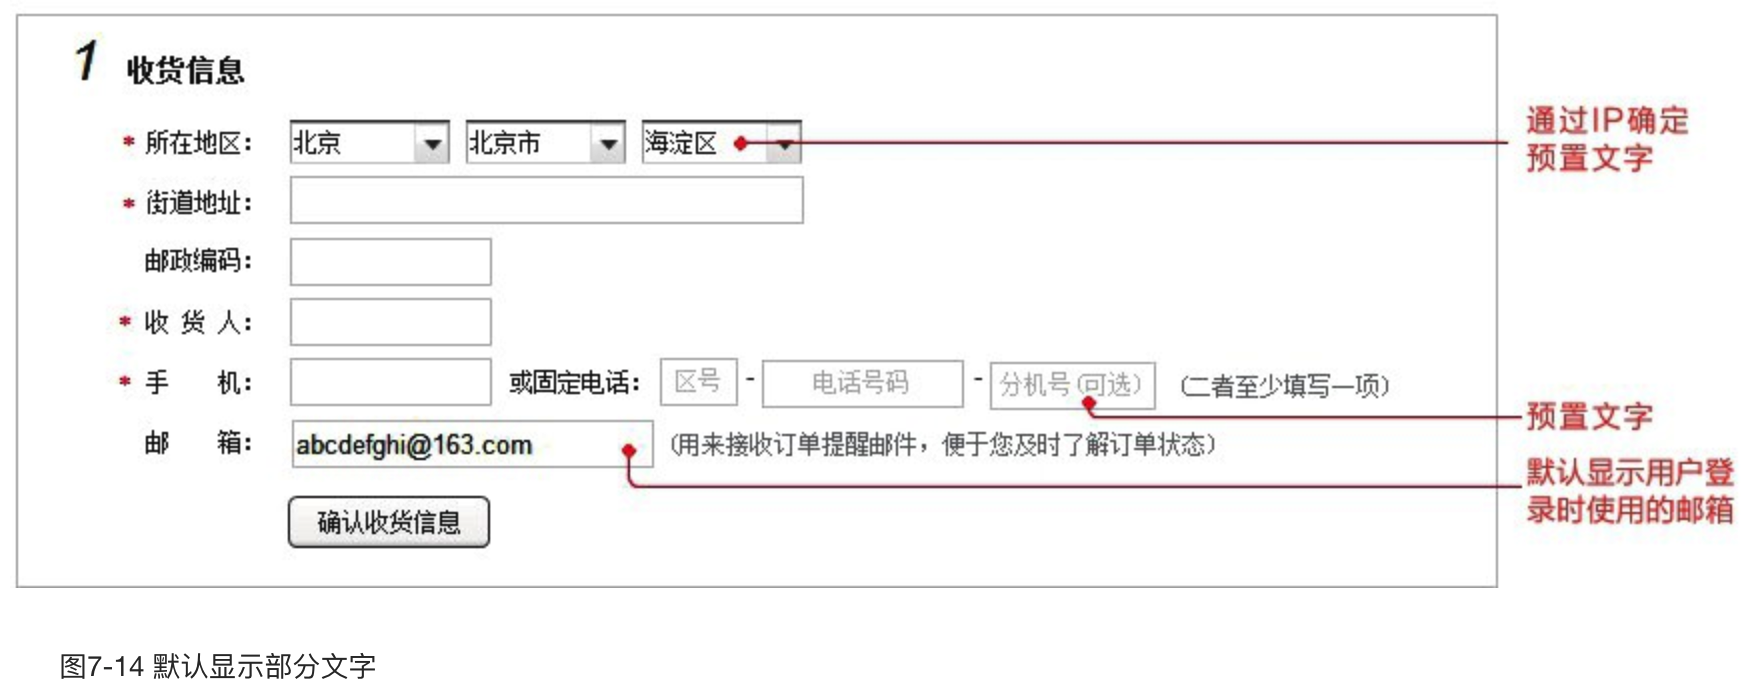 1 收货信息
* 所在地区： 北京 北京市 海淀区
通过IP确定
预置文字
* 街道地址：
邮政编码：
* 收 货 人：
* 手 机： 或固定电话： 区号 - 电话号码 - 分机号(可选) (二者至少填写一项)
预置文字
邮 箱： abcdefghi@163.com (用来接收订单提醒邮件，便于您及时了解订单状态)
默认显示用户登
录时使用的邮箱
确认收货信息
图7-14 默认显示部分文字